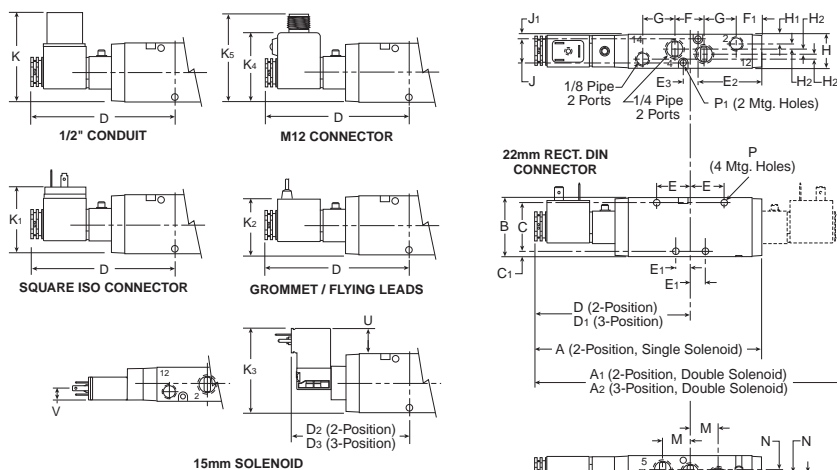 K
D
1/2" CONDUIT
K5
K4
D
M12 CONNECTOR
K1
D
SQUARE ISO CONNECTOR
K2
D
GROMMET / FLYING LEADS
12
2
V
K3
U
D2 (2-Position)
D3 (3-Position)
15mm SOLENOID
J1
J
G F G F1 H1 H2
H
H2 H2
14
2
3
4
12
E3 E2
1/8 Pipe
2 Ports
1/4 Pipe
2 Ports
P1 (2 Mtg. Holes)
22mm RECT. DIN
CONNECTOR
P
(4 Mtg. Holes)
E E
B
C
C1
E1
E1
D (2-Position)
D1 (3-Position)
A (2-Position, Single Solenoid)
A1 (2-Position, Double Solenoid)
A2 (3-Position, Double Solenoid)
M
M N N
5